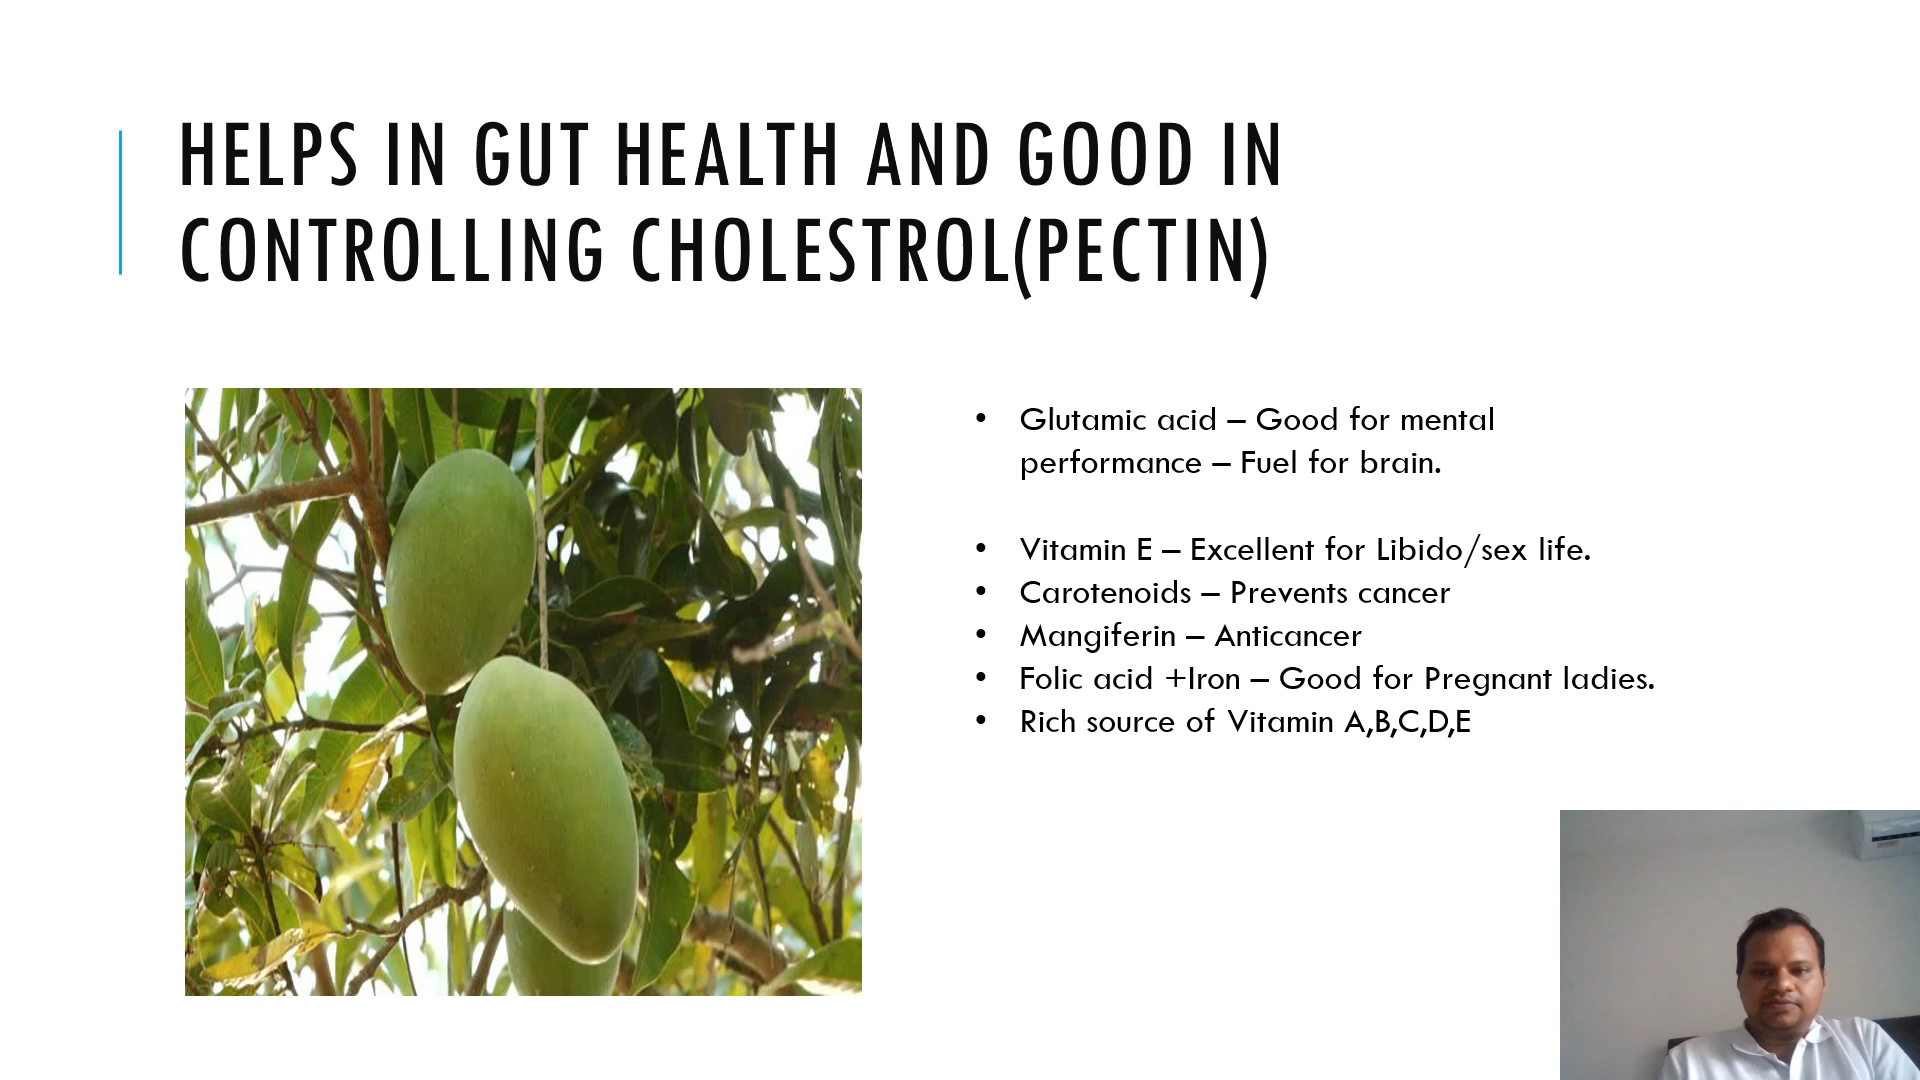 HELPS IN GUT HEALTH AND GOOD IN
CONTROLLING CHOLESTROL(PECTIN)
• Glutamic acid – Good for mental
performance – Fuel for brain.
• Vitamin E – Excellent for Libido/sex life.
• Carotenoids – Prevents cancer
• Mangiferin – Anticancer
• Folic acid +Iron – Good for Pregnant ladies.
• Rich source of Vitamin A,B,C,D,E